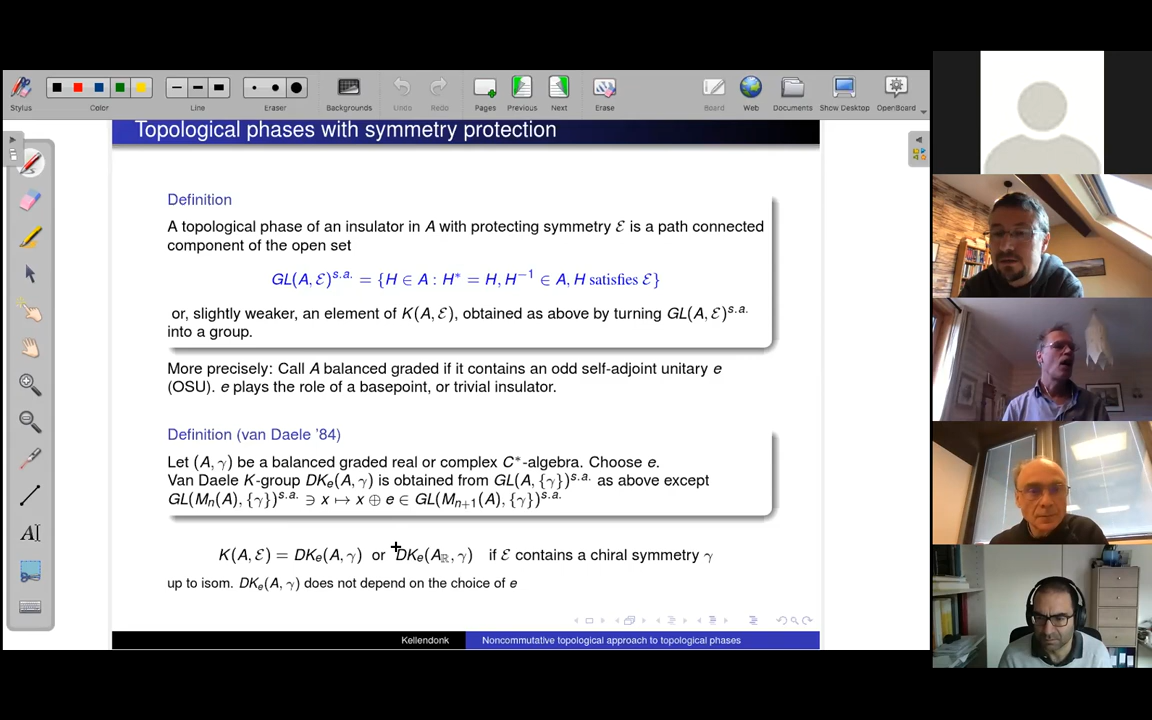 Stylus
Color
Line
Eraser
Backgrounds
Undo
Redo
Pages
Previous
Next
Erase
Board
Web
Documents
Show Desktop
OpenBoard
Topological phases with symmetry protection
Definition
A topological phase of an insulator in A with protecting symmetry ℰ is a path connected
component of the open set
GL(A, ℰ)^{s.a.} = {H ∈ A : H* = H, H^{-1} ∈ A, H satisfies ℰ}
or, slightly weaker, an element of K(A, ℰ), obtained as above by turning GL(A, ℰ)^{s.a.}
into a group.
More precisely: Call A balanced graded if it contains an odd self-adjoint unitary e
(OSU). e plays the role of a basepoint, or trivial insulator.
Definition (van Daele '84)
Let (A, γ) be a balanced graded real or complex C*-algebra. Choose e.
Van Daele K-group DK_e(A, γ) is obtained from GL(A, {γ})^{s.a.} as above except
GL(M_n(A), {γ})^{s.a.} ∋ x ↦ x ⊕ e ∈ GL(M_{n+1}(A), {γ})^{s.a.}
K(A, ℰ) = DK_e(A, γ) or DK_e(A_ℝ, γ) if ℰ contains a chiral symmetry γ
up to isom. DK_e(A, γ) does not depend on the choice of e
Kellendonk
Noncommutative topological approach to topological phases